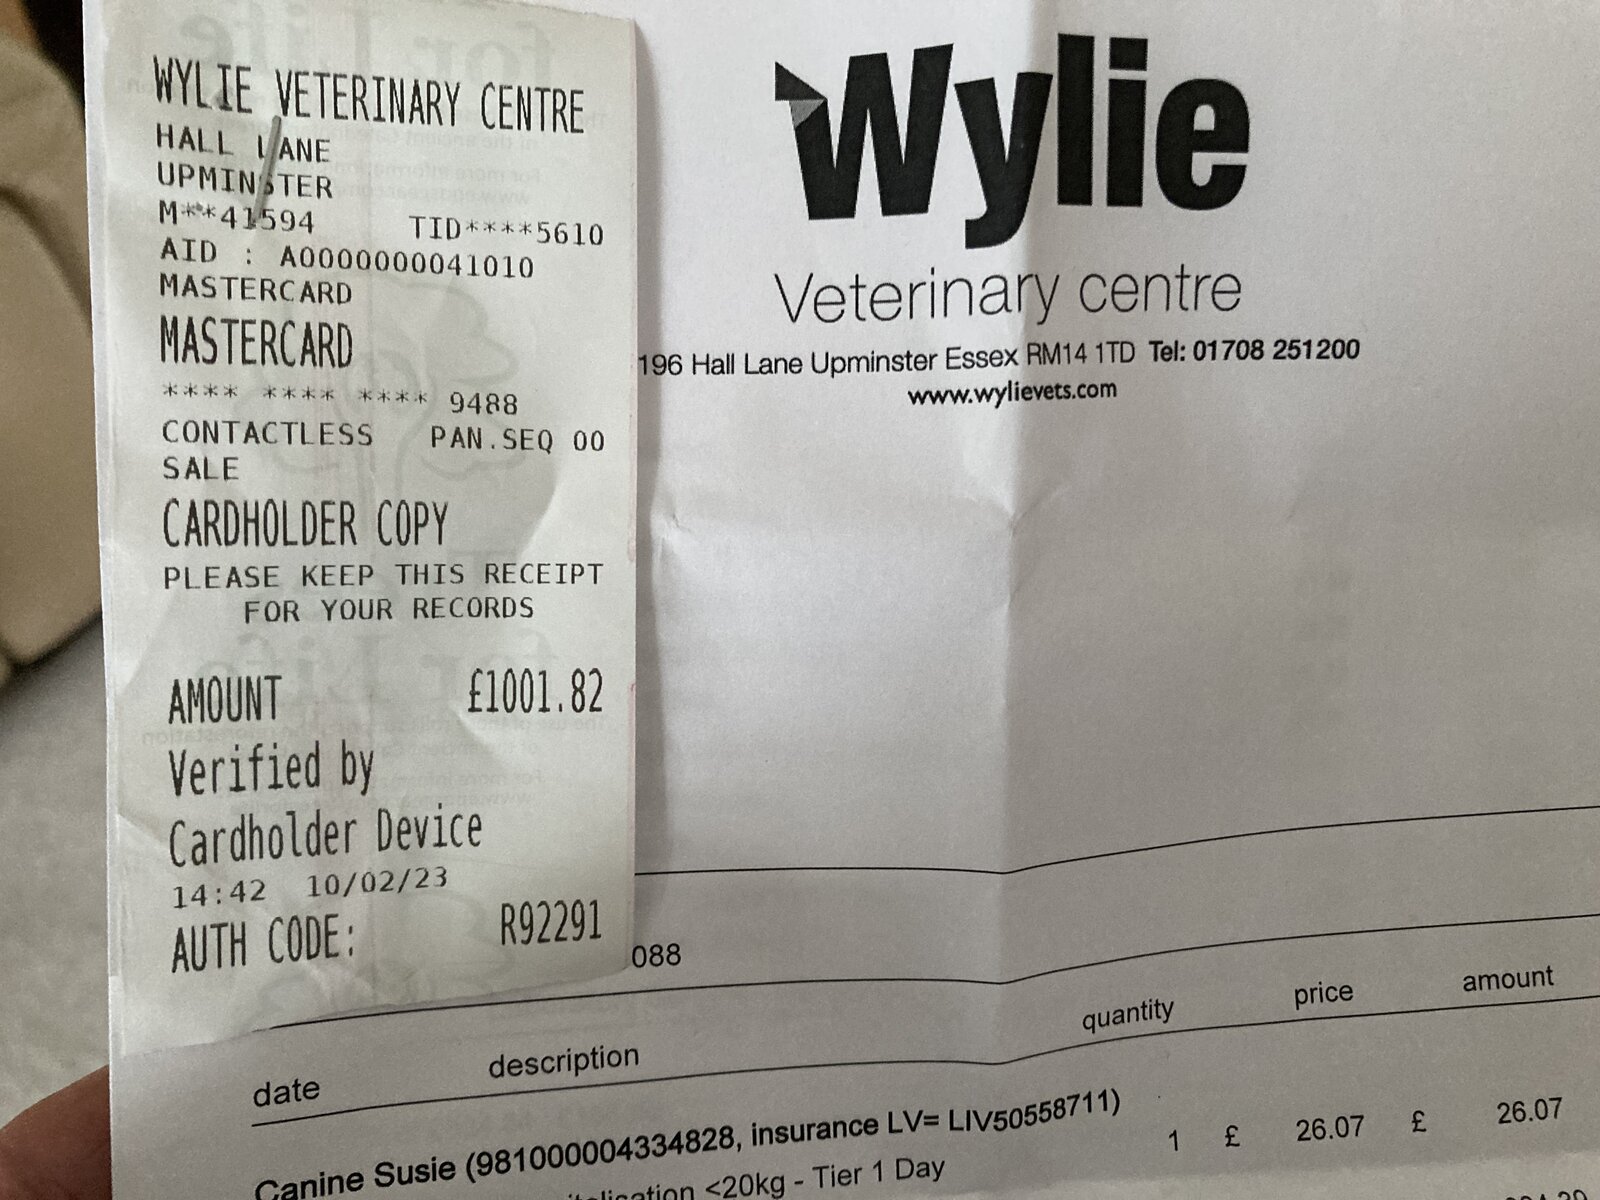 WYLIE VETERINARY CENTRE
HALL LANE
UPMINSTER
M**41594 TID****5610
AID : A0000000041010
MASTERCARD
MASTERCARD
**** **** **** 9488
CONTACTLESS PAN.SEQ 00
SALE
CARDHOLDER COPY
PLEASE KEEP THIS RECEIPT
FOR YOUR RECORDS
AMOUNT £1001.82
Verified by
Cardholder Device
14:42 10/02/23
AUTH CODE: R92291
Wylie
Veterinary centre
196 Hall Lane Upminster Essex RM14 1TD Tel: 01708 251200
www.wylievets.com
088
date description quantity price amount
Canine Susie (981000004334828, insurance LV= LIV50558711)
<20kg - Tier 1 Day 1 £ 26.07 £ 26.07